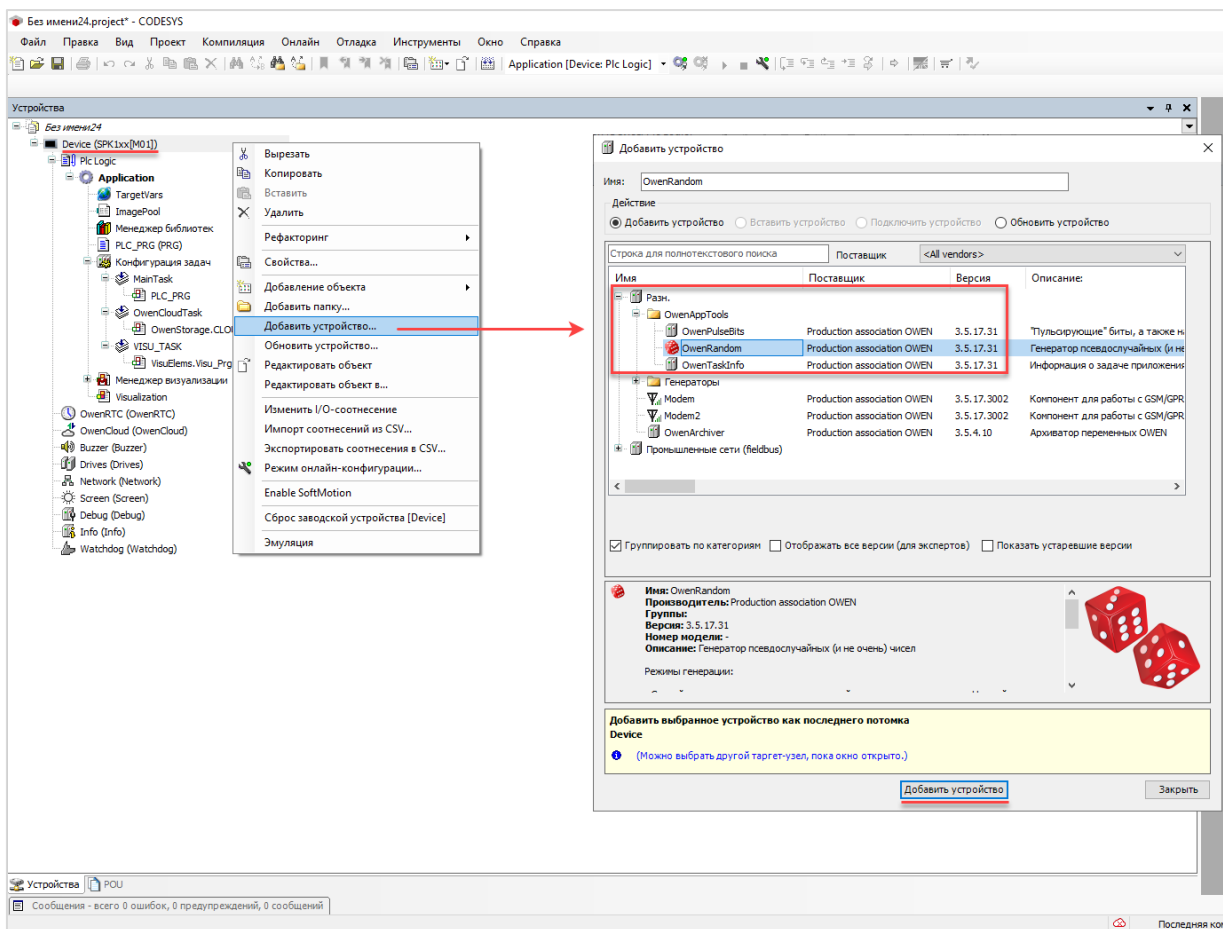 Без имени24.project* - CODESYS
Файл Правка Вид Проект Компиляция Онлайн Отладка Инструменты Окно Справка
Application [Device: Plc Logic]
Устройства
Без имени24
Device (SPK1xx[M01])
Plc Logic
Application
TargetVars
ImagePool
Менеджер библиотек
PLC_PRG (PRG)
Конфигурация задач
MainTask
PLC_PRG
OwenCloudTask
OwenStorage.CLOU
VISU_TASK
VisuElems.Visu_Prg
Менеджер визуализации
Visualization
OwenRTC (OwenRTC)
OwenCloud (OwenCloud)
Buzzer (Buzzer)
Drives (Drives)
Network (Network)
Screen (Screen)
Debug (Debug)
Info (Info)
Watchdog (Watchdog)
Вырезать
Копировать
Вставить
Удалить
Рефакторинг
Свойства...
Добавление объекта
Добавить папку...
Добавить устройство...
Обновить устройство...
Редактировать объект
Редактировать объект в...
Изменить I/O-соотнесение
Импорт соотнесений из CSV...
Экспортировать соотнесения в CSV...
Режим онлайн-конфигурации...
Enable SoftMotion
Сброс заводской устройства [Device]
Эмуляция
Добавить устройство
Имя: OwenRandom
Действие
Добавить устройство Вставить устройство Подключить устройство Обновить устройство
Строка для полнотекстового поиска Поставщик <All vendors>
Имя Поставщик Версия Описание:
Разн.
OwenAppTools
OwenPulseBits Production association OWEN 3.5.17.31 "Пульсирующие" биты, а также н
OwenRandom Production association OWEN 3.5.17.31 Генератор псевдослучайных (и не
OwenTaskInfo Production association OWEN 3.5.17.31 Информация о задаче приложения
Генераторы
Modem Production association OWEN 3.5.17.3002 Компонент для работы с GSM/GPR
Modem2 Production association OWEN 3.5.17.3002 Компонент для работы с GSM/GPR
OwenArchiver Production association OWEN 3.5.4.10 Архиватор переменных OWEN
Промышленные сети (fieldbus)
Группировать по категориям Отображать все версии (для экспертов) Показать устаревшие версии
Имя: OwenRandom
Производитель: Production association OWEN
Группы:
Версия: 3.5.17.31
Номер модели: -
Описание: Генератор псевдослучайных (и не очень) чисел
Режимы генерации:
Добавить выбранное устройство как последнего потомка
Device
(Можно выбрать другой таргет-узел, пока окно открыто.)
Добавить устройство Закрыть
Устройства POU
Сообщения - всего 0 ошибок, 0 предупреждений, 0 сообщений
Последняя ком